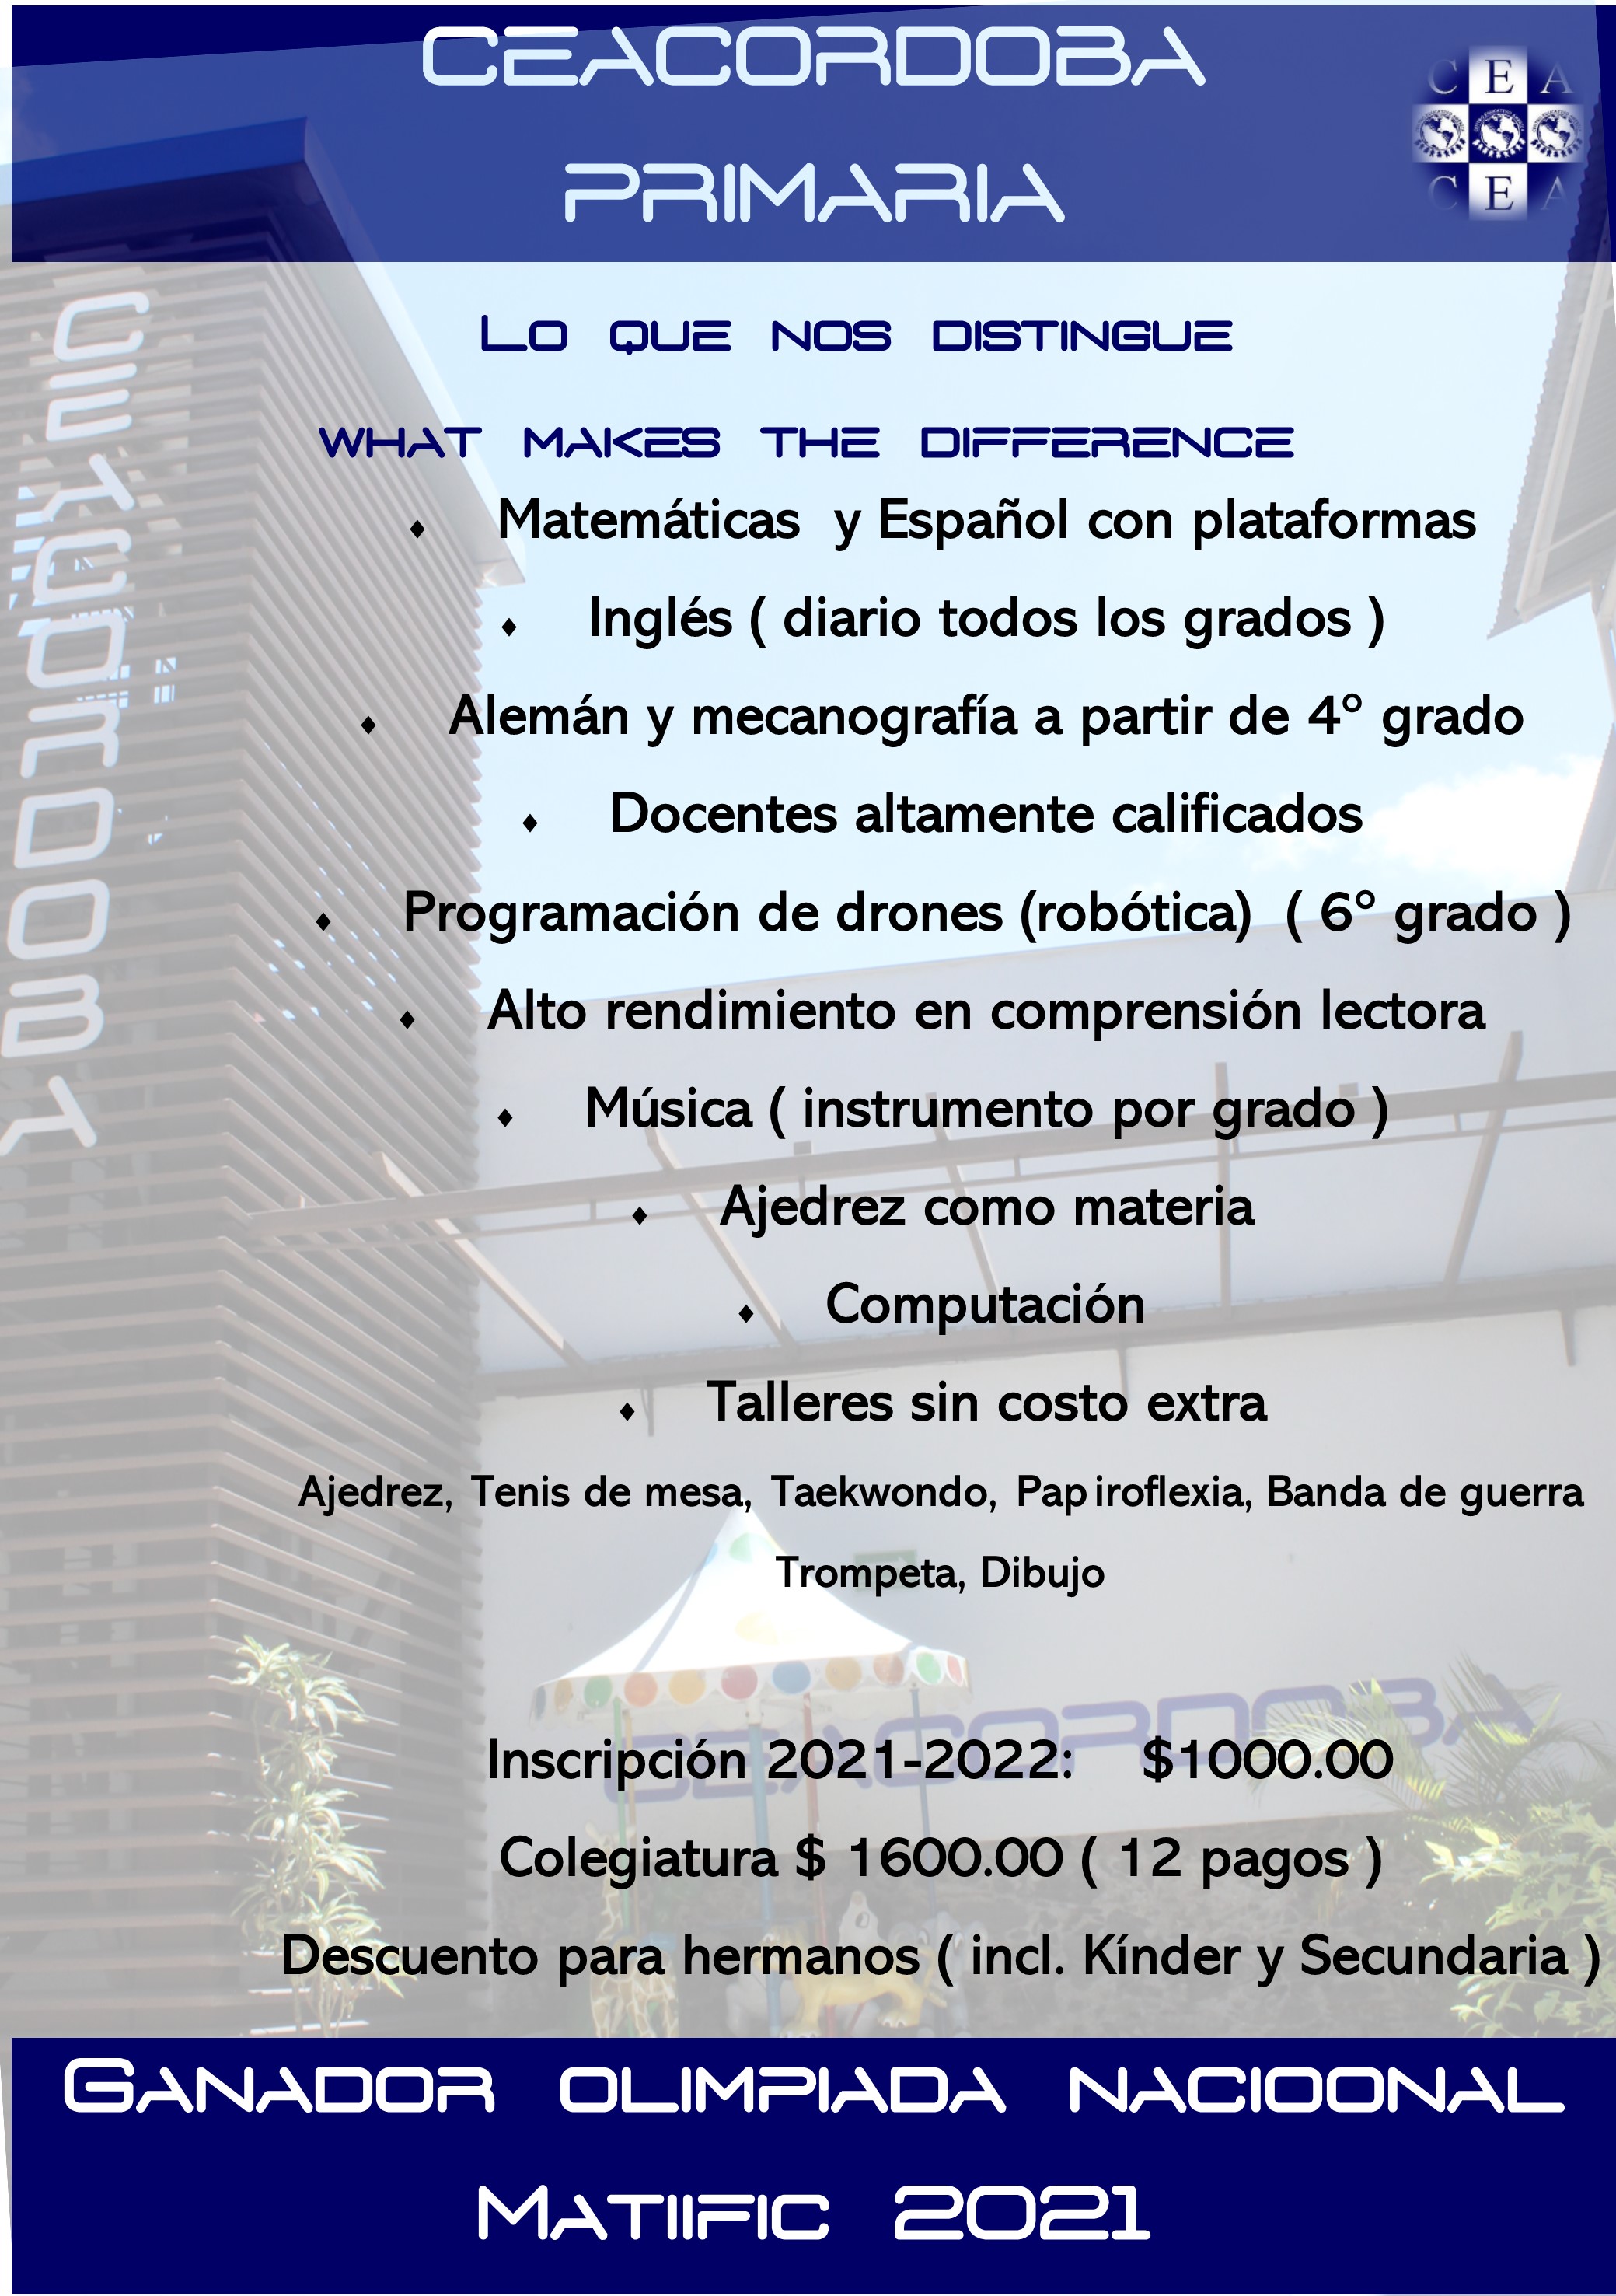 CEACORDOBA
PRIMARIA
C E A
C E A
CEACORDOBA
Lo que nos distingue
what makes the difference
♦ Matemáticas y Español con plataformas
♦ Inglés ( diario todos los grados )
♦ Alemán y mecanografía a partir de 4° grado
♦ Docentes altamente calificados
♦ Programación de drones (robótica) ( 6° grado )
♦ Alto rendimiento en comprensión lectora
♦ Música ( instrumento por grado )
♦ Ajedrez como materia
♦ Computación
♦ Talleres sin costo extra
Ajedrez, Tenis de mesa, Taekwondo, Pap iroflexia, Banda de guerra
Trompeta, Dibujo
CEACORDOBA
Inscripción 2021-2022: $1000.00
Colegiatura $ 1600.00 ( 12 pagos )
Descuento para hermanos ( incl. Kínder y Secundaria )
Ganador olimpiada nacioonal
Matiific 2021